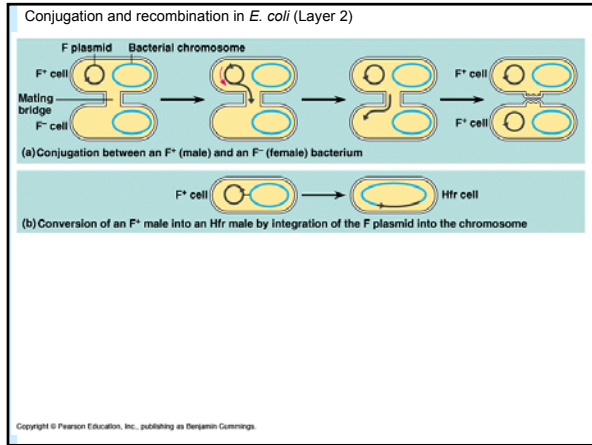 Conjugation and recombination in E. coli (Layer 2)
F plasmid Bacterial chromosome
F⁺ cell
Mating
bridge
F⁻ cell
F⁺ cell
F⁺ cell
(a) Conjugation between an F⁺ (male) and an F⁻ (female) bacterium
F⁺ cell
Hfr cell
(b) Conversion of an F⁺ male into an Hfr male by integration of the F plasmid into the chromosome
Copyright © Pearson Education, Inc., publishing as Benjamin Cummings.